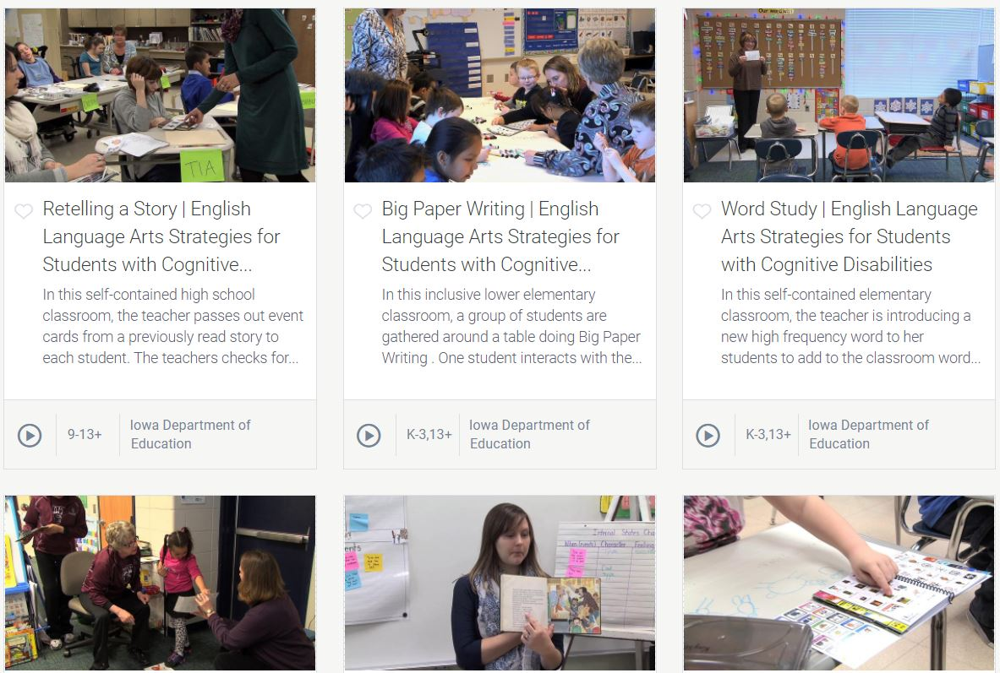 Our word wall
TIA
Retelling a Story | English
Language Arts Strategies for
Students with Cognitive...
In this self-contained high school
classroom, the teacher passes out event
cards from a previously read story to
each student. The teachers checks for...
9-13+
Iowa Department of
Education
Big Paper Writing | English
Language Arts Strategies for
Students with Cognitive...
In this inclusive lower elementary
classroom, a group of students are
gathered around a table doing Big Paper
Writing . One student interacts with the...
K-3,13+
Iowa Department of
Education
Word Study | English Language
Arts Strategies for Students
with Cognitive Disabilities
In this self-contained elementary
classroom, the teacher is introducing a
new high frequency word to her
students to add to the classroom word...
K-3,13+
Iowa Department of
Education
Internal States Cha
When (Events) Character Feeling
ents